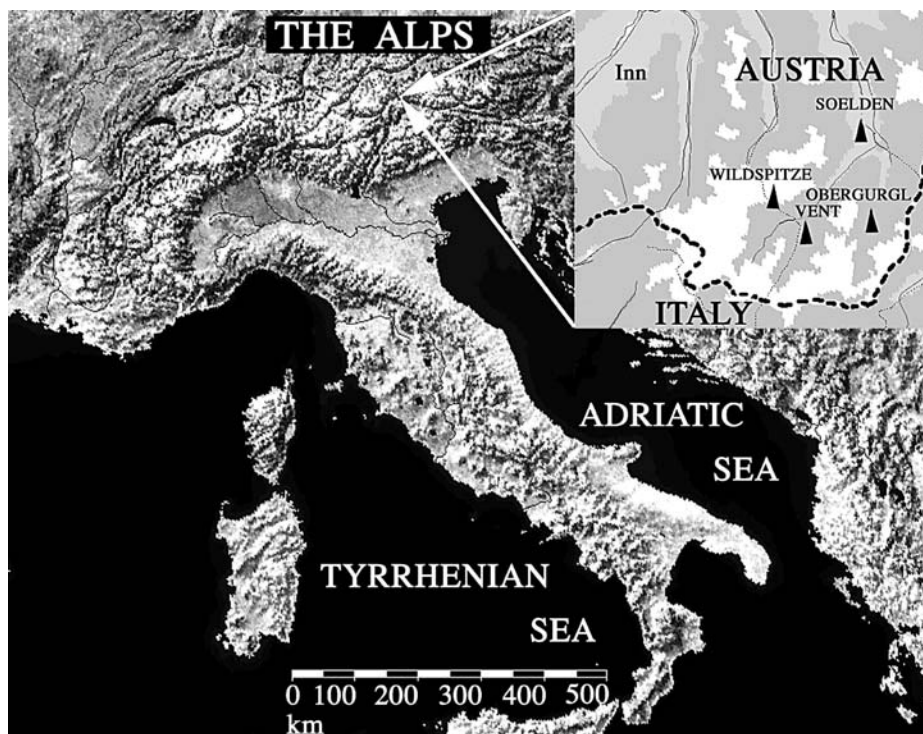 THE ALPS
Inn
AUSTRIA
SOELDEN
WILDSPITZE
OBERGURGL
VENT
ITALY
ADRIATIC
SEA
TYRRHENIAN
SEA
0 100 200 300 400 500
km